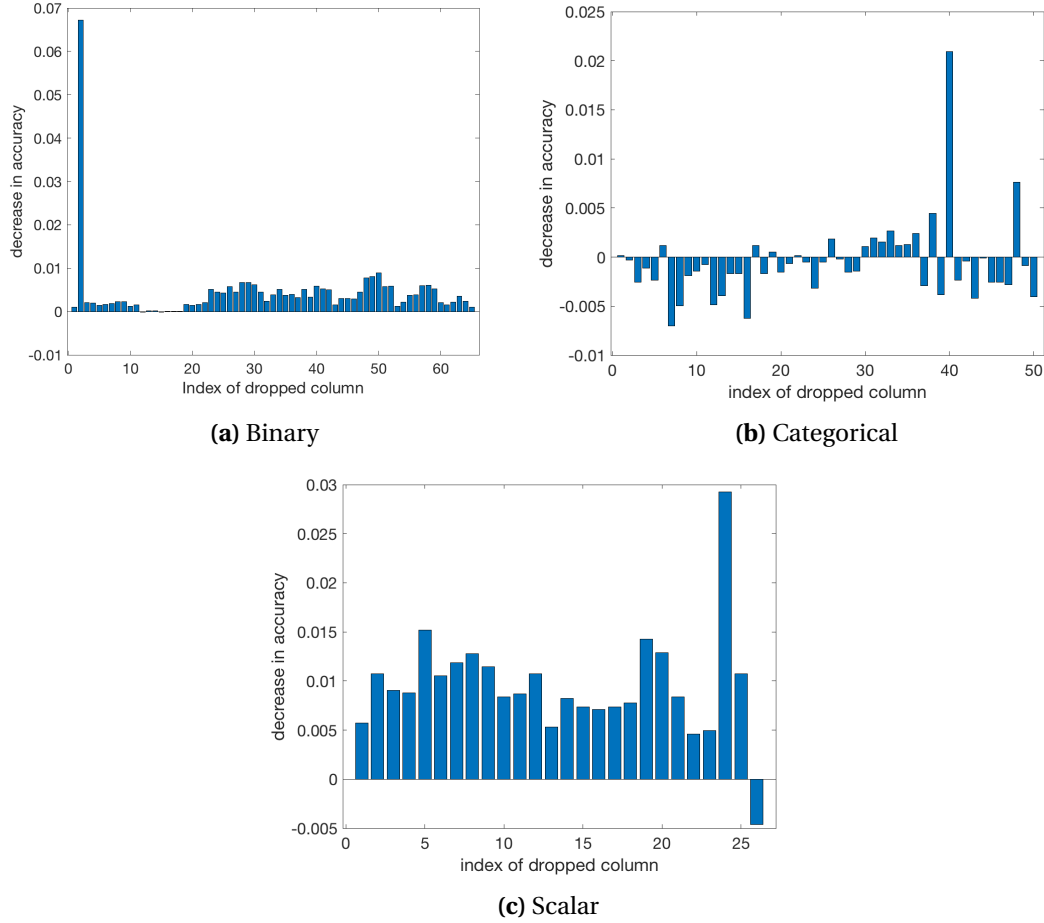 0.07
0.06
0.05
0.04
0.03
0.02
0.01
0
-0.01
decrease in accuracy
0 10 20 30 40 50 60
Index of dropped column
(a) Binary
0.025
0.02
0.015
0.01
0.005
0
-0.005
-0.01
decrease in accuracy
0 10 20 30 40 50
index of dropped column
(b) Categorical
0.03
0.025
0.02
0.015
0.01
0.005
0
-0.005
decrease in accuracy
0 5 10 15 20 25
index of dropped column
(c) Scalar